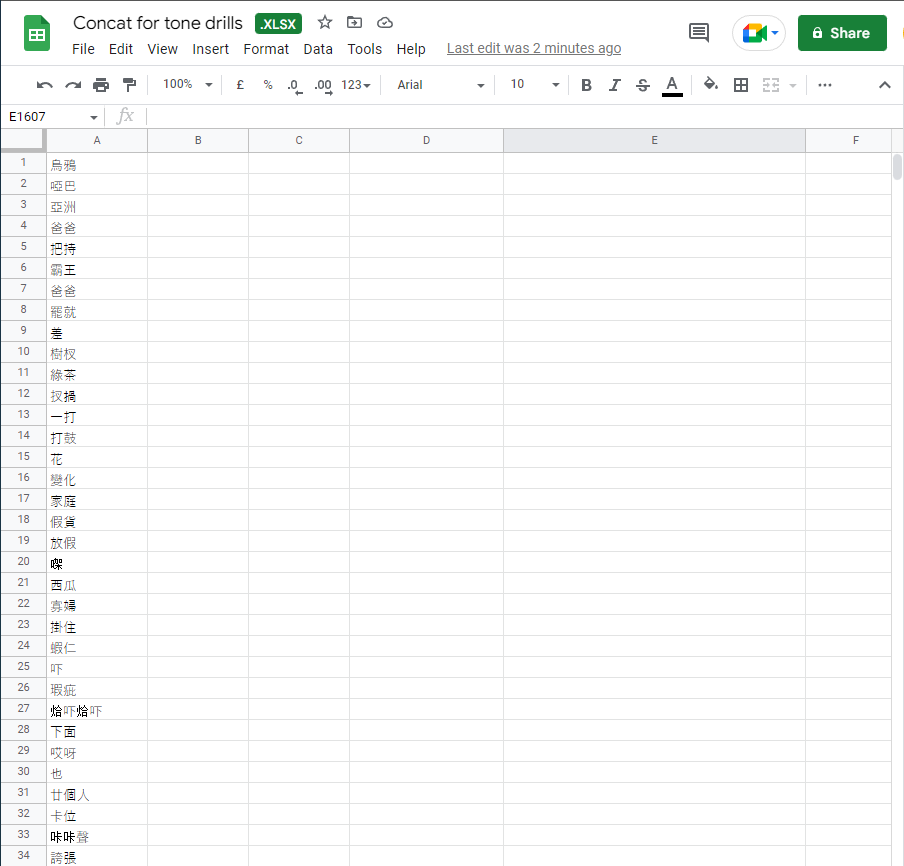 Concat for tone drills .XLSX
File Edit View Insert Format Data Tools Help Last edit was 2 minutes ago
Share
100% £ % .0 .00 123 Arial 10 B I S A
E1607 fx
A B C D E F
1 烏鴉
2 啞巴
3 亞洲
4 爸爸
5 把持
6 霸王
7 爸爸
8 罷就
9 差
10 樹杈
11 綠茶
12 扠搹
13 一打
14 打鼓
15 花
16 變化
17 家庭
18 假貨
19 放假
20 㗎
21 西瓜
22 寡婦
23 掛住
24 蝦仁
25 吓
26 瑕疵
27 烚吓烚吓
28 下面
29 哎呀
30 也
31 廿個人
32 卡位
33 咔咔聲
34 誇張